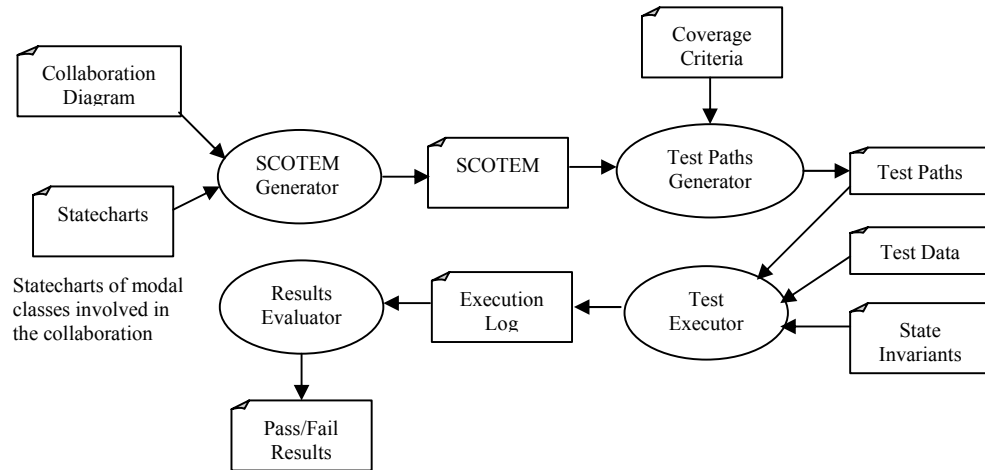 Collaboration
Diagram
Coverage
Criteria
SCOTEM
Generator
SCOTEM
Test Paths
Generator
Test Paths
Statecharts
Test Data
Statecharts of modal
classes involved in
the collaboration
Results
Evaluator
Execution
Log
Test
Executor
State
Invariants
Pass/Fail
Results